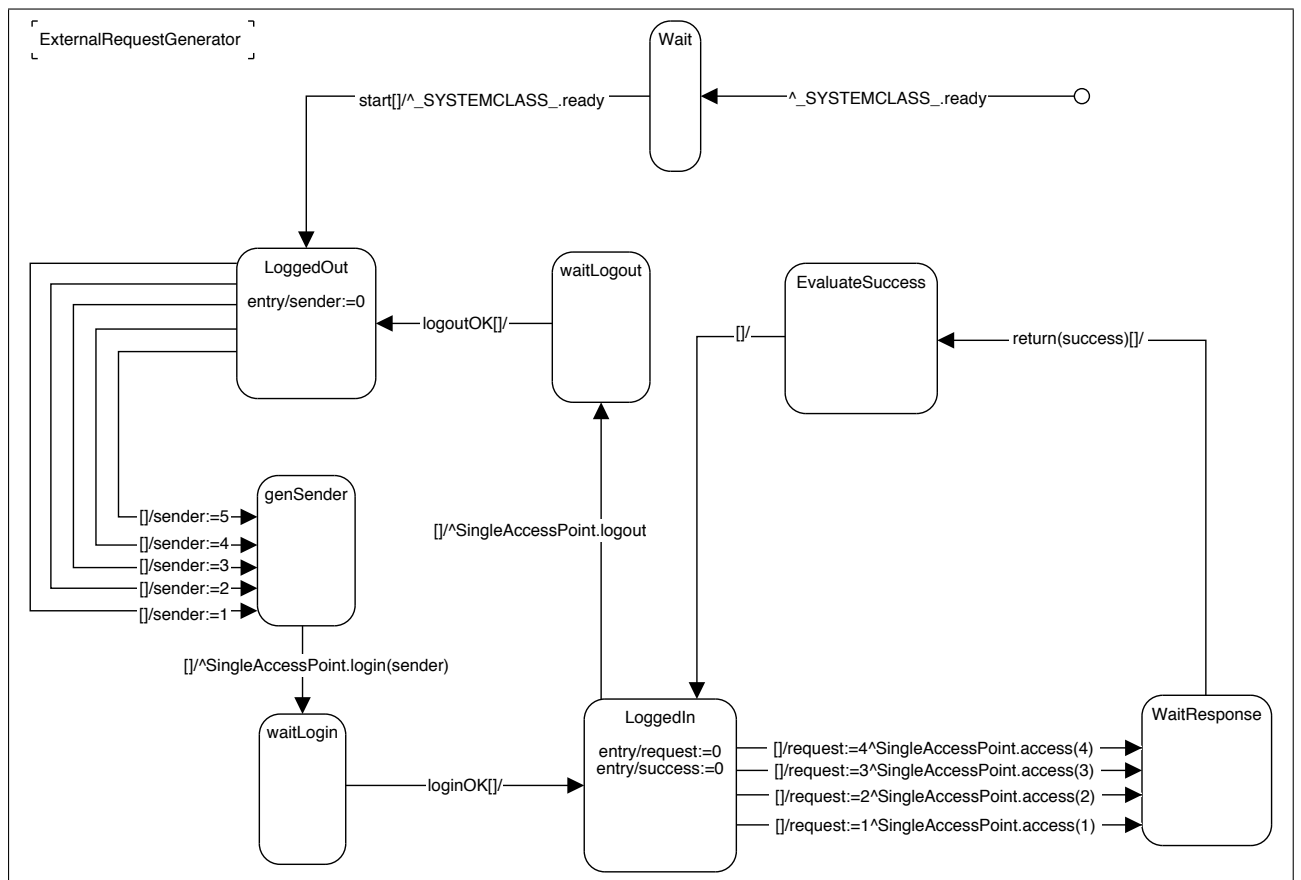 ExternalRequestGenerator
Wait
start[]/^_SYSTEMCLASS_.ready
^_SYSTEMCLASS_.ready
LoggedOut
entry/sender:=0
waitLogout
EvaluateSuccess
logoutOK[]/
[]/
return(success)[]/
genSender
[]/sender:=5
[]/sender:=4
[]/sender:=3
[]/sender:=2
[]/sender:=1
[]/^SingleAccessPoint.logout
[]/^SingleAccessPoint.login(sender)
waitLogin
loginOK[]/
LoggedIn
entry/request:=0
entry/success:=0
WaitResponse
[]/request:=4^SingleAccessPoint.access(4)
[]/request:=3^SingleAccessPoint.access(3)
[]/request:=2^SingleAccessPoint.access(2)
[]/request:=1^SingleAccessPoint.access(1)